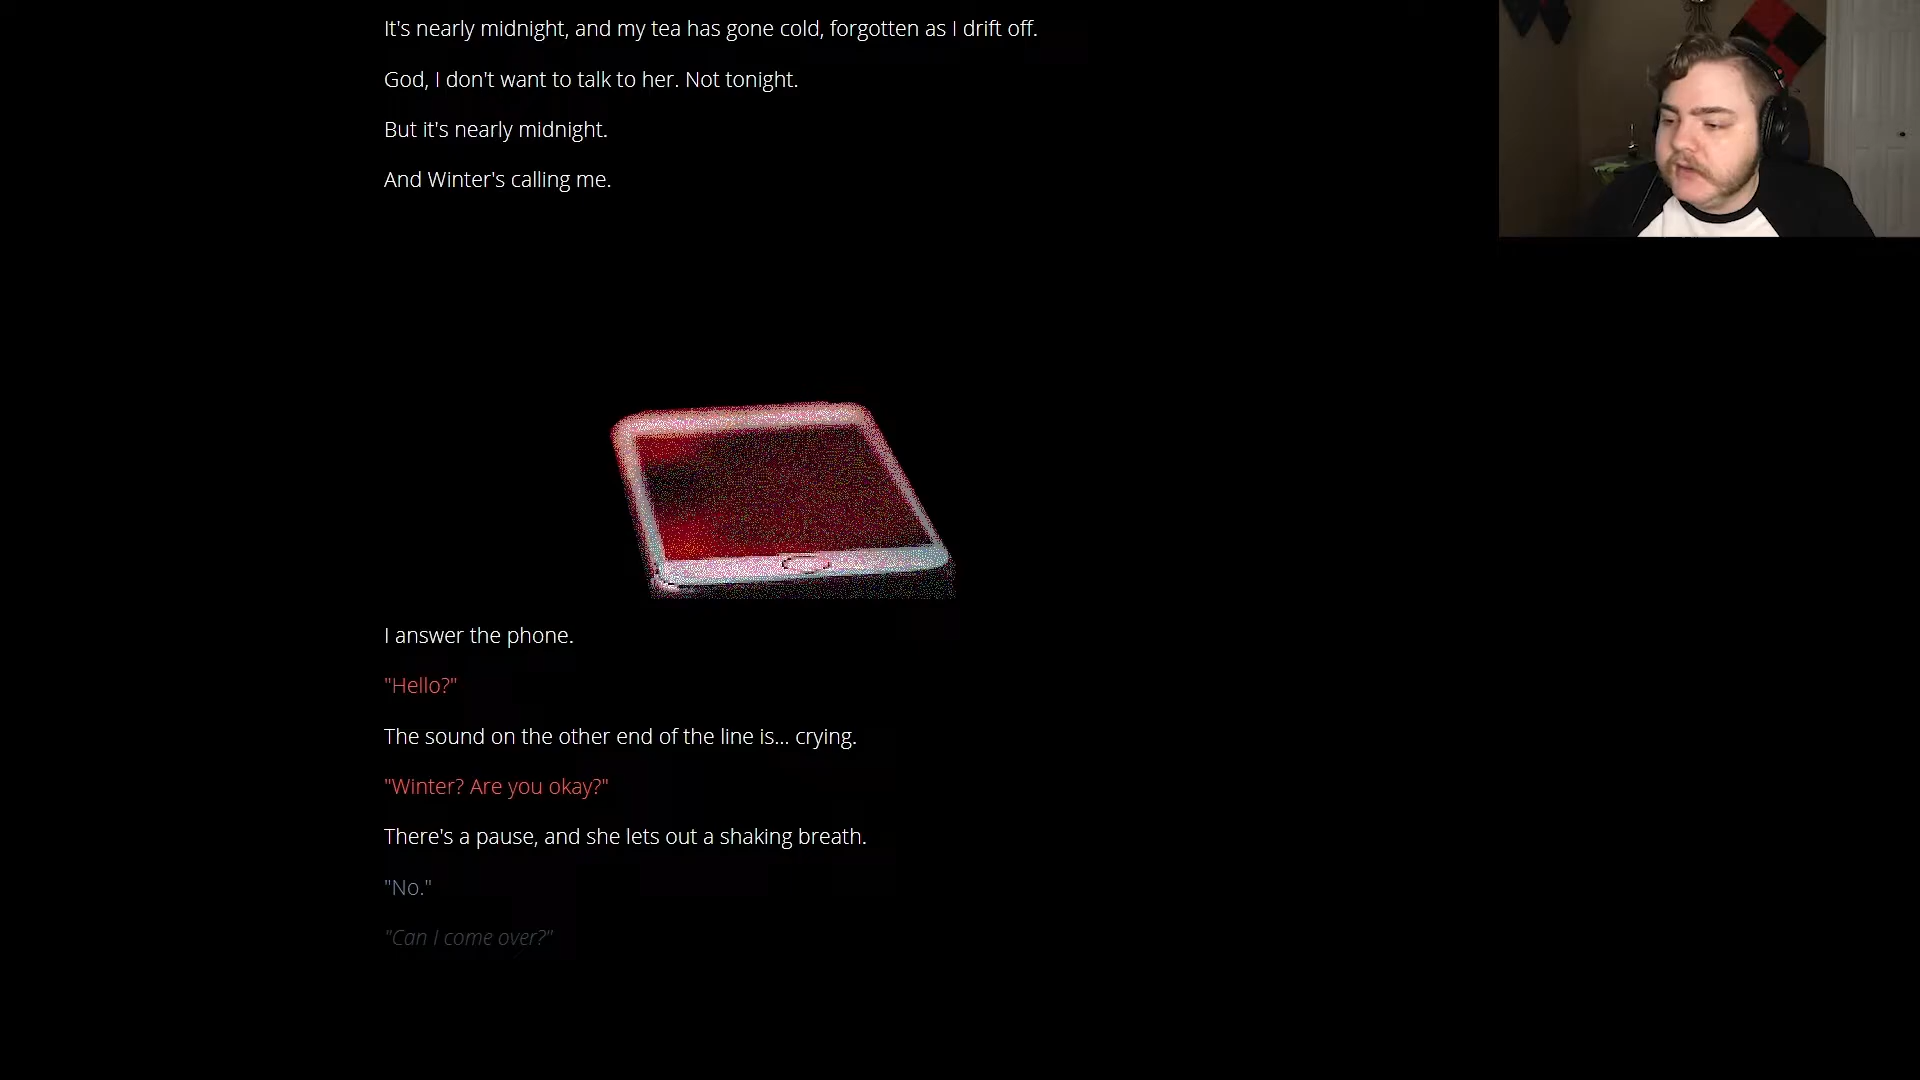 It's nearly midnight, and my tea has gone cold, forgotten as I drift off.
God, I don't want to talk to her. Not tonight.
But it's nearly midnight.
And Winter's calling me.
I answer the phone.
"Hello?"
The sound on the other end of the line is... crying.
"Winter? Are you okay?"
There's a pause, and she lets out a shaking breath.
"No."
"Can I come over?"